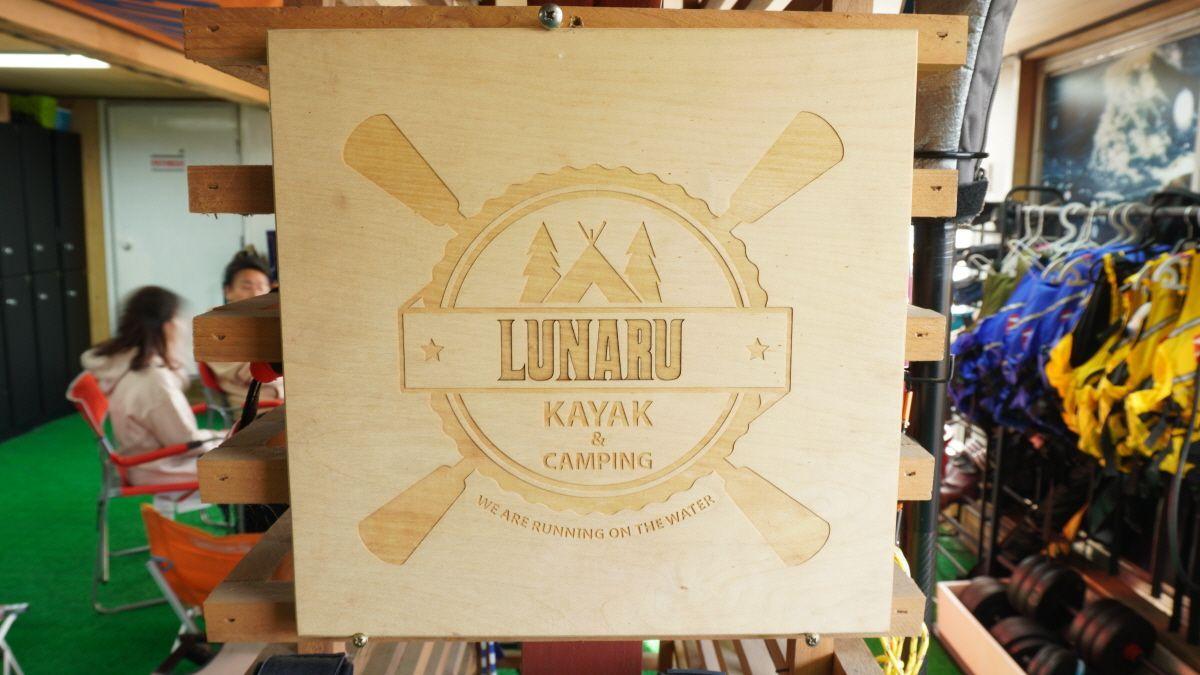 LUNARU
KAYAK
&
CAMPING
WE ARE RUNNING ON THE WATER